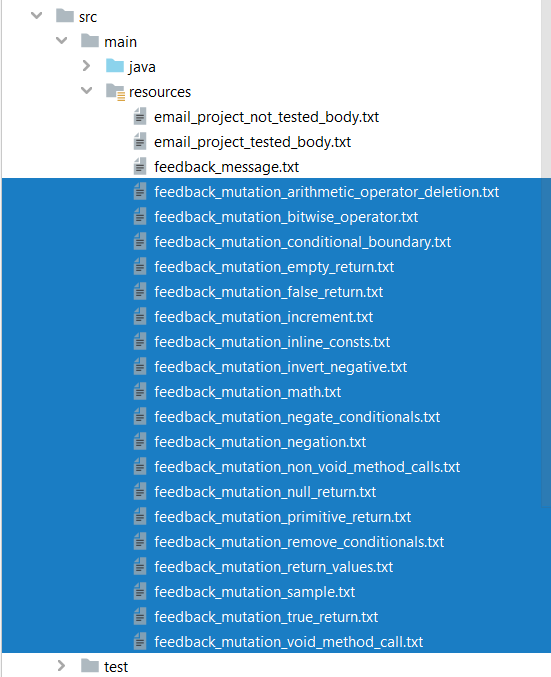 src
main
java
resources
email_project_not_tested_body.txt
email_project_tested_body.txt
feedback_message.txt
feedback_mutation_arithmetic_operator_deletion.txt
feedback_mutation_bitwise_operator.txt
feedback_mutation_conditional_boundary.txt
feedback_mutation_empty_return.txt
feedback_mutation_false_return.txt
feedback_mutation_increment.txt
feedback_mutation_inline_consts.txt
feedback_mutation_invert_negative.txt
feedback_mutation_math.txt
feedback_mutation_negate_conditionals.txt
feedback_mutation_negation.txt
feedback_mutation_non_void_method_calls.txt
feedback_mutation_null_return.txt
feedback_mutation_primitive_return.txt
feedback_mutation_remove_conditionals.txt
feedback_mutation_return_values.txt
feedback_mutation_sample.txt
feedback_mutation_true_return.txt
feedback_mutation_void_method_call.txt
test